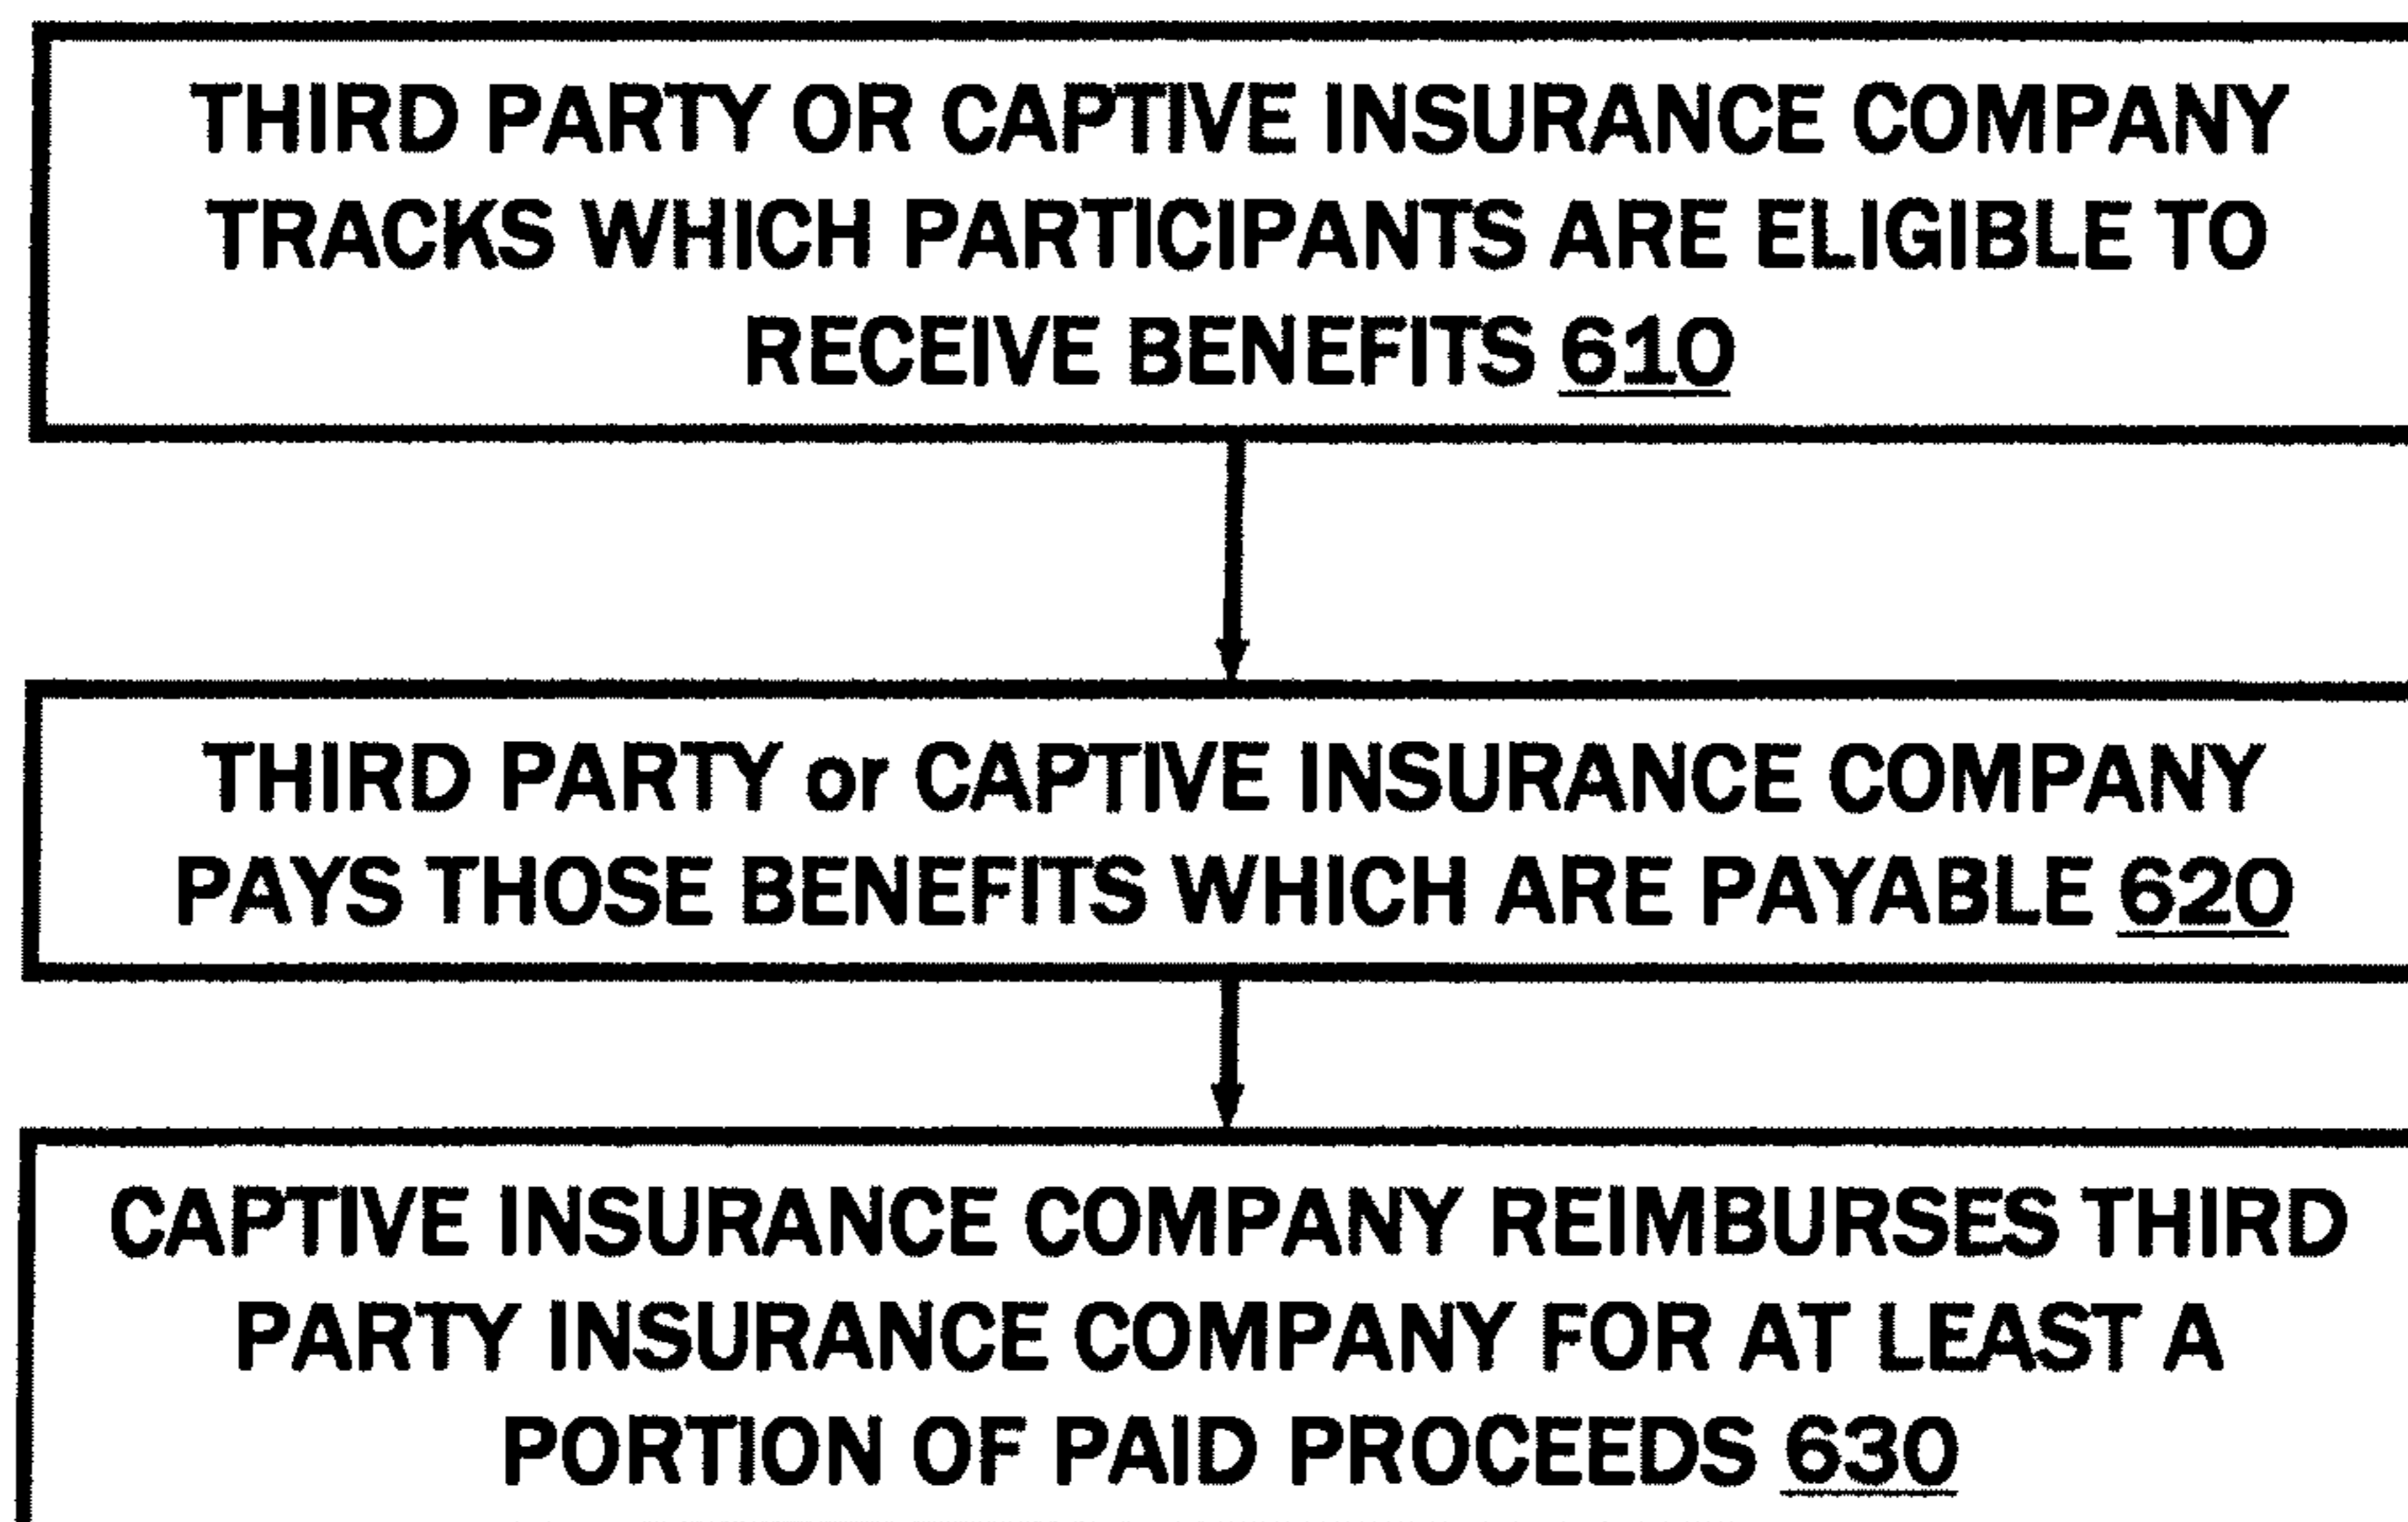 THIRD PARTY OR CAPTIVE INSURANCE COMPANY
TRACKS WHICH PARTICIPANTS ARE ELIGIBLE TO
RECEIVE BENEFITS 610
THIRD PARTY or CAPTIVE INSURANCE COMPANY
PAYS THOSE BENEFITS WHICH ARE PAYABLE 620
CAPTIVE INSURANCE COMPANY REIMBURSES THIRD
PARTY INSURANCE COMPANY FOR AT LEAST A
PORTION OF PAID PROCEEDS 630